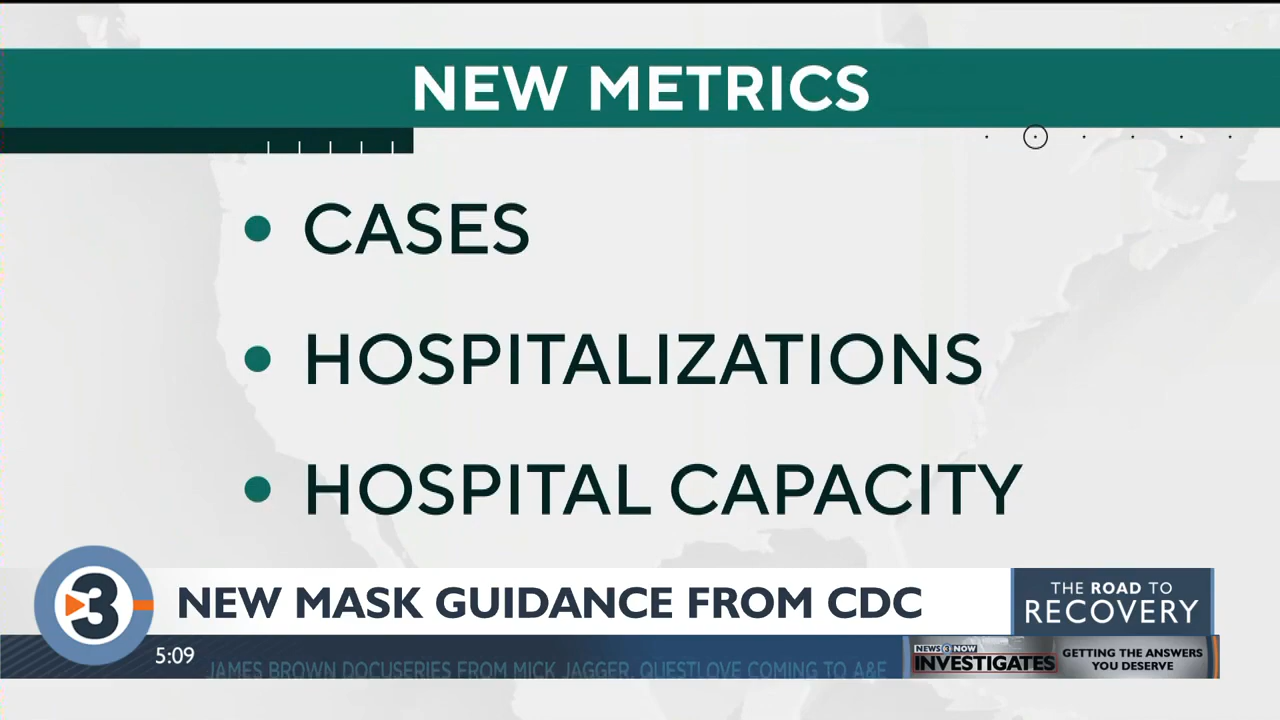 NEW METRICS
• CASES
• HOSPITALIZATIONS
• HOSPITAL CAPACITY
3
NEW MASK GUIDANCE FROM CDC
THE ROAD TO
RECOVERY
5:09
JAMES BROWN DOCUSERIES FROM MICK JAGGER, QUESTLOVE COMING TO A&E
NEWS 3 NOW
INVESTIGATES
GETTING THE ANSWERS
YOU DESERVE